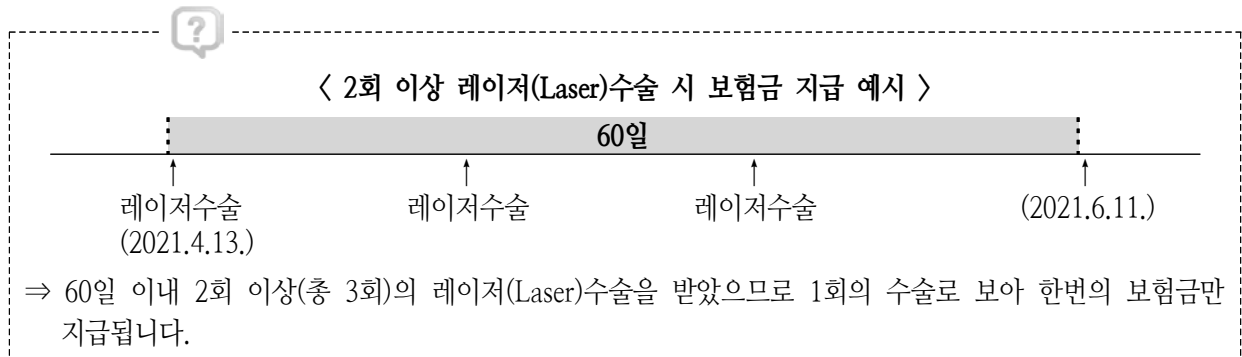 ?
〈 2회 이상 레이저(Laser)수술 시 보험금 지급 예시 〉
60일
레이저수술 레이저수술 레이저수술 (2021.6.11.)
(2021.4.13.)
⇒ 60일 이내 2회 이상(총 3회)의 레이저(Laser)수술을 받았으므로 1회의 수술로 보아 한번의 보험금만
지급됩니다.